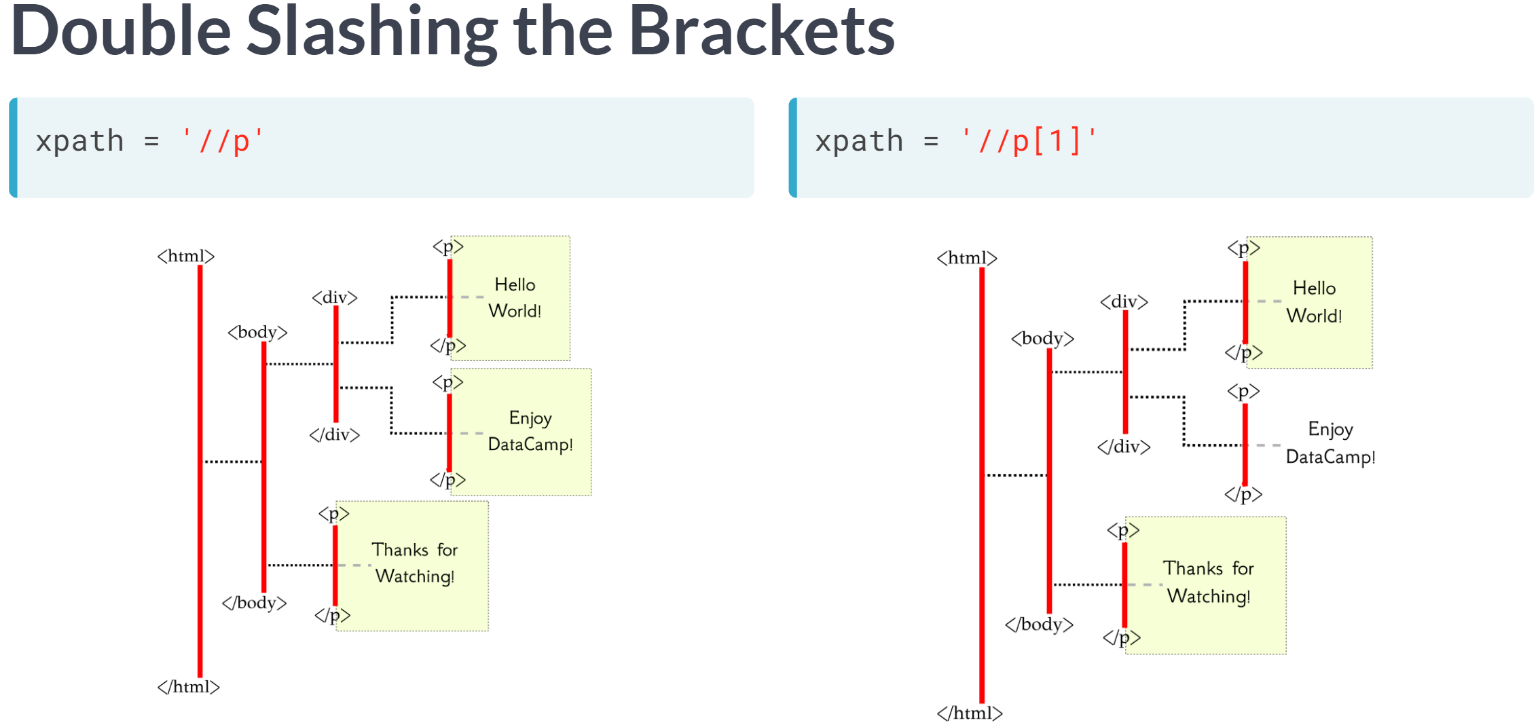 Double Slashing the Brackets
xpath = '//p'
<html>
<body>
<div>
<p>
Hello
World!
</p>
<p>
Enjoy
DataCamp!
</p>
</div>
<p>
Thanks for
Watching!
</p>
</body>
</html>
xpath = '//p[1]'
<html>
<body>
<div>
<p>
Hello
World!
</p>
<p>
Enjoy
DataCamp!
</p>
</div>
<p>
Thanks for
Watching!
</p>
</body>
</html>